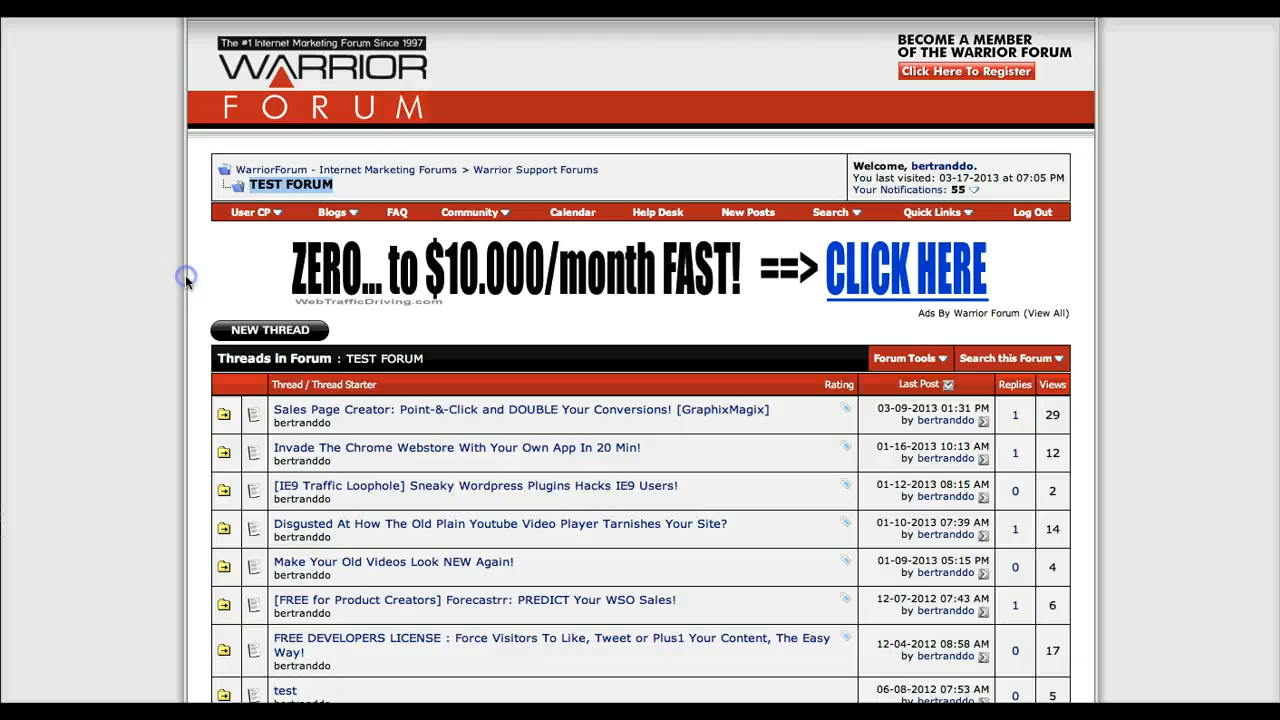 The #1 Internet Marketing Forum Since 1997
WARRIOR
FORUM
BECOME A MEMBER
OF THE WARRIOR FORUM
Click Here To Register
WarriorForum - Internet Marketing Forums > Warrior Support Forums
TEST FORUM
Welcome, bertranddo.
You last visited: 03-17-2013 at 07:05 PM
Your Notifications: 55
User CP Blogs FAQ Community Calendar Help Desk New Posts Search Quick Links Log Out
ZERO... to $10.000/month FAST! ==> CLICK HERE
WebTrafficDriving.com
Ads By Warrior Forum (View All)
NEW THREAD
Threads in Forum : TEST FORUM Forum Tools Search this Forum
Thread / Thread Starter Rating Last Post Replies Views
Sales Page Creator: Point-&-Click and DOUBLE Your Conversions! [GraphixMagix] 03-09-2013 01:31 PM 1 29
bertranddo by bertranddo
Invade The Chrome Webstore With Your Own App In 20 Min! 01-16-2013 10:13 AM 1 12
bertranddo by bertranddo
[IE9 Traffic Loophole] Sneaky Wordpress Plugins Hacks IE9 Users! 01-12-2013 08:15 AM 0 2
bertranddo by bertranddo
Disgusted At How The Old Plain Youtube Video Player Tarnishes Your Site? 01-10-2013 07:39 AM 1 14
bertranddo by bertranddo
Make Your Old Videos Look NEW Again! 01-09-2013 05:15 PM 0 4
bertranddo by bertranddo
[FREE for Product Creators] Forecastrr: PREDICT Your WSO Sales! 12-07-2012 07:43 AM 1 6
bertranddo by bertranddo
FREE DEVELOPERS LICENSE : Force Visitors To Like, Tweet or Plus1 Your Content, The Easy 12-04-2012 08:58 AM 0 17
Way! by bertranddo
bertranddo
test 06-08-2012 07:53 AM 0 5
by bertranddo